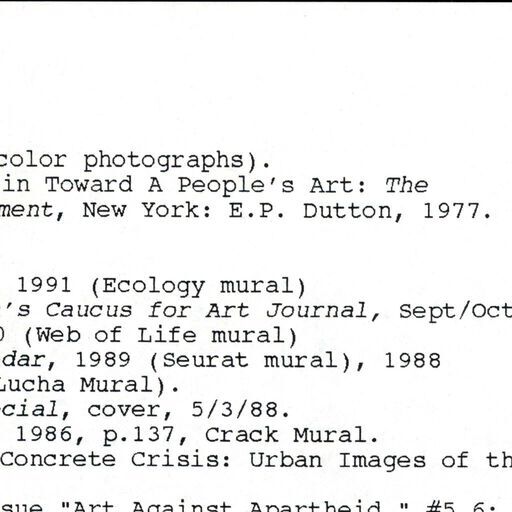 color photographs).
in Toward A People's Art: The
ment, New York: E.P. Dutton, 1977.
1991 (Ecology mural)
's Caucus for Art Journal, Sept/Oct
0 (Web of Life mural)
dar, 1989 (Seurat mural), 1988
Lucha Mural).
cial, cover, 5/3/88.
1986, p.137, Crack Mural.
Concrete Crisis: Urban Images of th
sue "Art Against Apartheid," #5,6: